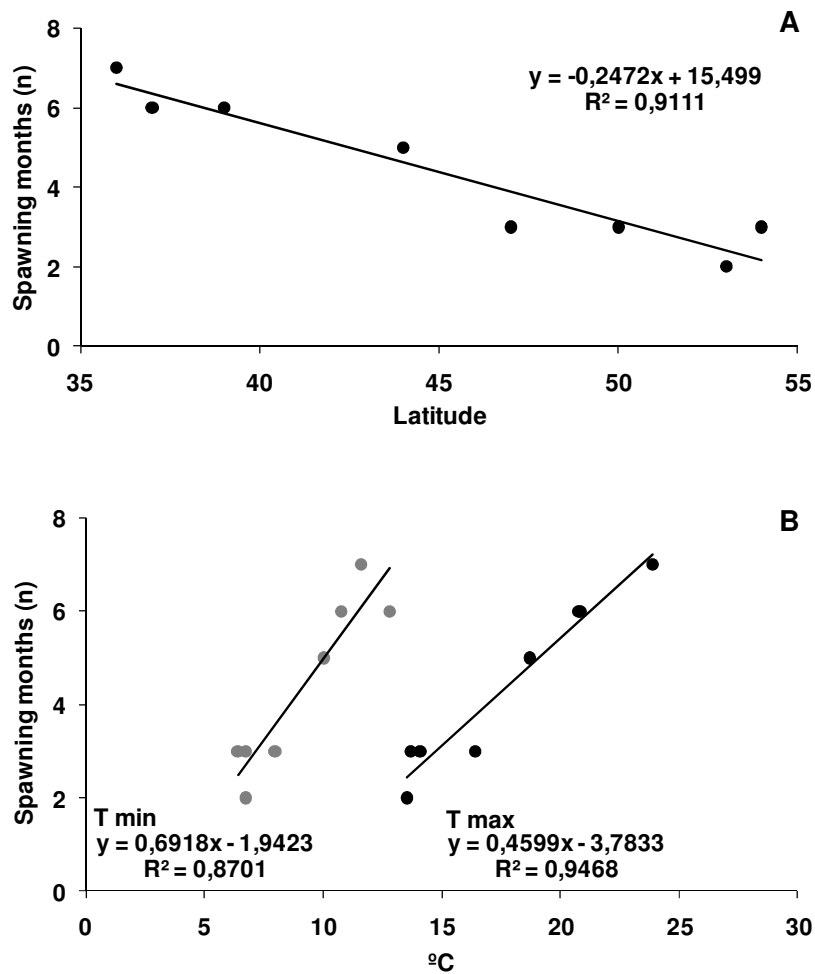 A
8
6
4
2
0
Spawning months (n)
y = -0,2472x + 15,499
R² = 0,9111
35 40 45 50 55
Latitude
B
8
6
4
2
0
Spawning months (n)
T min
y = 0,6918x - 1,9423
R² = 0,8701
T max
y = 0,4599x - 3,7833
R² = 0,9468
0 5 10 15 20 25 30
ºC